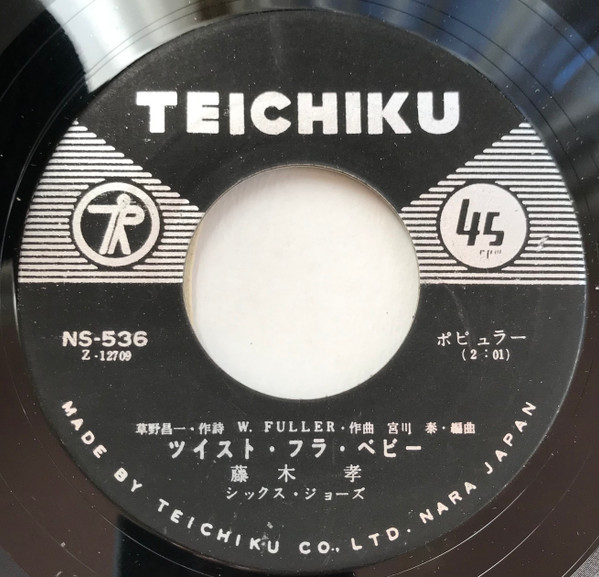 TEICHIKU
TR
45
rpm
NS-536
Z-12709
ポピュラー
(2:01)
草野昌一・作詩 W. FULLER・作曲 宮川 泰・編曲
ツイスト・フラ・ベビー
藤木 孝
シックス・ジョーズ
MADE BY TEICHIKU CO., LTD. NARA JAPAN